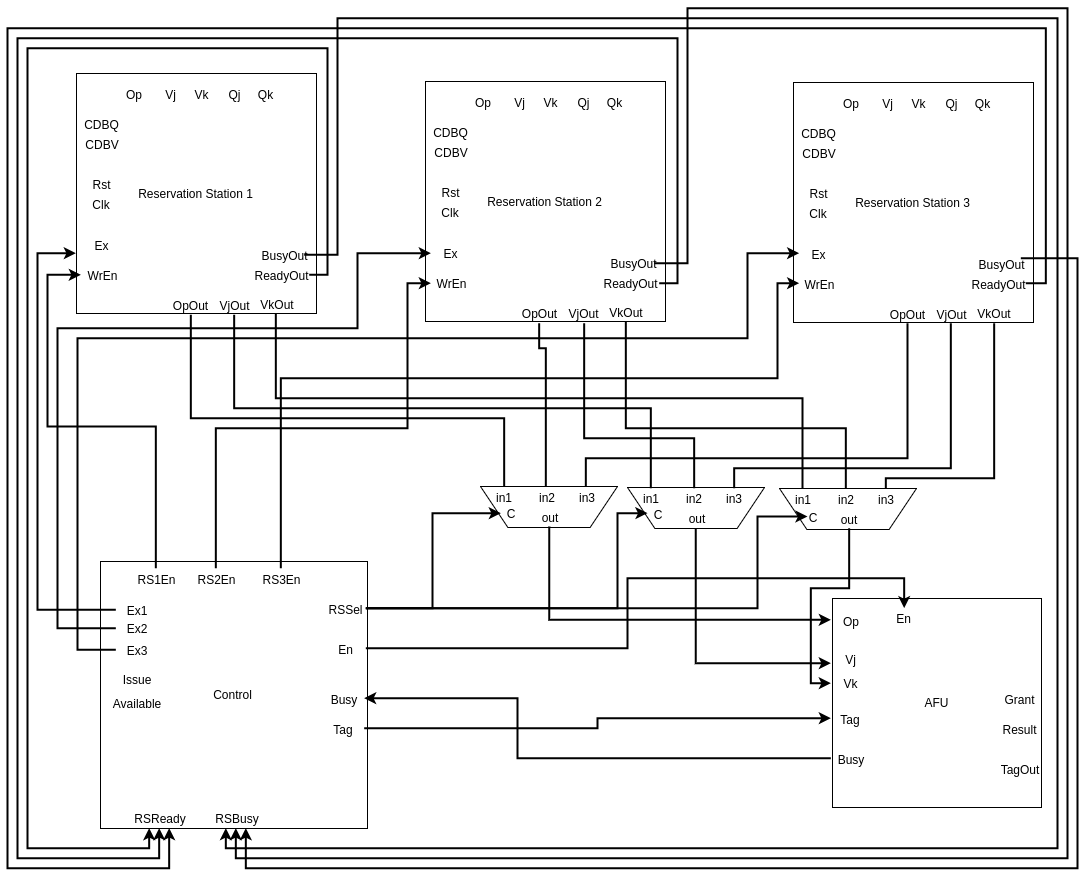 Op Vj Vk Qj Qk
CDBQ
CDBV
Rst
Clk
Reservation Station 1
Ex
WrEn
BusyOut
ReadyOut
OpOut VjOut VkOut
Op Vj Vk Qj Qk
CDBQ
CDBV
Rst
Clk
Reservation Station 2
Ex
WrEn
BusyOut
ReadyOut
OpOut VjOut VkOut
Op Vj Vk Qj Qk
CDBQ
CDBV
Rst
Clk
Reservation Station 3
Ex
WrEn
BusyOut
ReadyOut
OpOut VjOut VkOut
in1 in2 in3
C out
in1 in2 in3
C out
in1 in2 in3
C out
RS1En RS2En RS3En
Ex1
Ex2
Ex3
Issue
Available
Control
RSSel
En
Busy
Tag
RSReady RSBusy
En
Op
Vj
Vk
Tag
Busy
AFU
Grant
Result
TagOut